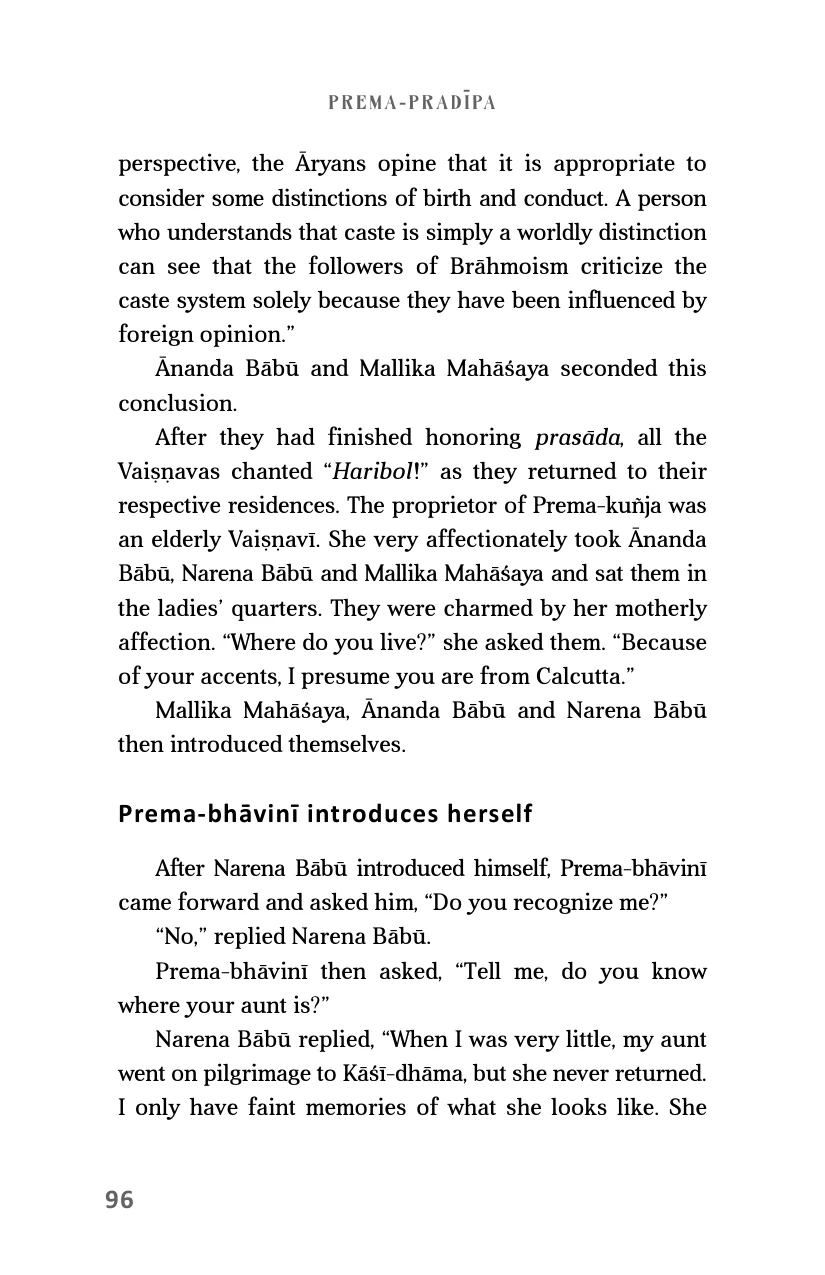 PREMA-PRADĪPA
perspective, the Āryans opine that it is appropriate to
consider some distinctions of birth and conduct. A person
who understands that caste is simply a worldly distinction
can see that the followers of Brāhmoism criticize the
caste system solely because they have been influenced by
foreign opinion.”
Ānanda Bābū and Mallika Mahāśaya seconded this
conclusion.
After they had finished honoring prasāda, all the
Vaiṣṇavas chanted “Haribol!” as they returned to their
respective residences. The proprietor of Prema-kuñja was
an elderly Vaiṣṇavī. She very affectionately took Ānanda
Bābū, Narena Bābū and Mallika Mahāśaya and sat them in
the ladies’ quarters. They were charmed by her motherly
affection. “Where do you live?” she asked them. “Because
of your accents, I presume you are from Calcutta.”
Mallika Mahāśaya, Ānanda Bābū and Narena Bābū
then introduced themselves.
Prema-bhāvinī introduces herself
After Narena Bābū introduced himself, Prema-bhāvinī
came forward and asked him, “Do you recognize me?”
“No,” replied Narena Bābū.
Prema-bhāvinī then asked, “Tell me, do you know
where your aunt is?”
Narena Bābū replied, “When I was very little, my aunt
went on pilgrimage to Kāśī-dhāma, but she never returned.
I only have faint memories of what she looks like. She
96